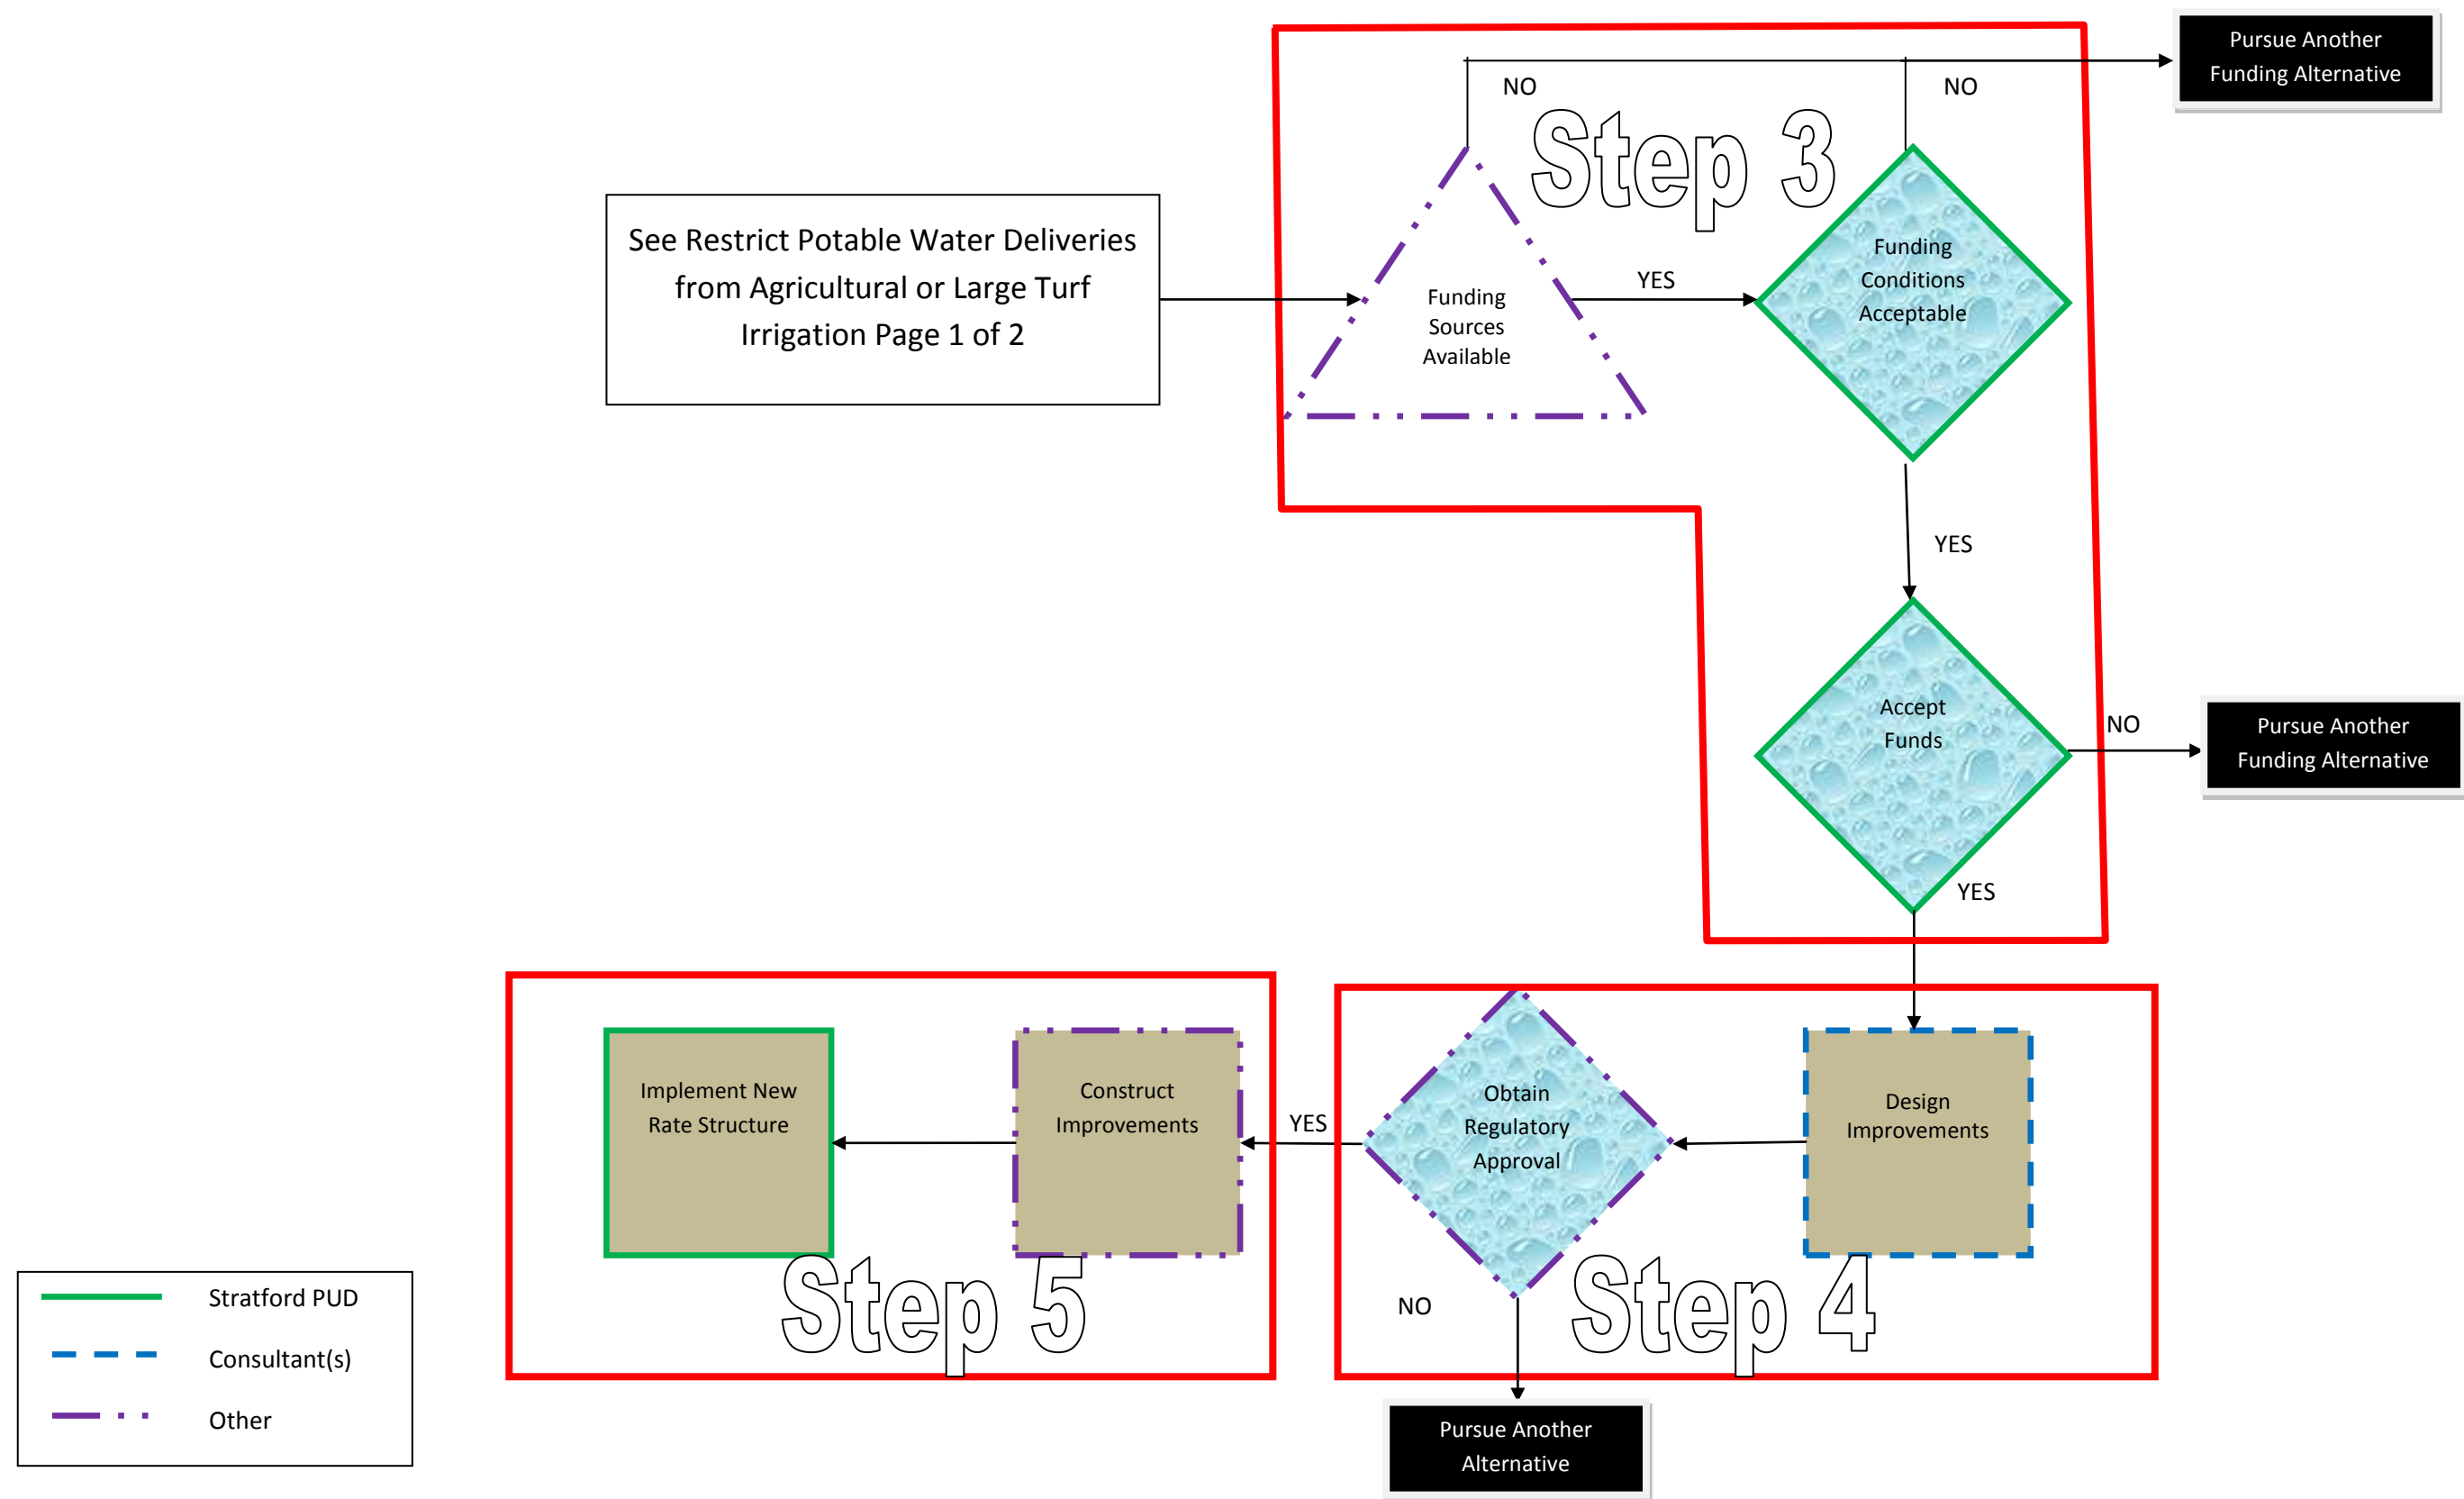 Pursue Another
Funding Alternative
NO
NO
Step 3
See Restrict Potable Water Deliveries
from Agricultural or Large Turf
Irrigation Page 1 of 2
Funding
Sources
Available
YES
Funding
Conditions
Acceptable
YES
Accept
Funds
NO
Pursue Another
Funding Alternative
YES
Implement New
Rate Structure
Construct
Improvements
YES
Obtain
Regulatory
Approval
Design
Improvements
Step 5
NO
Step 4
Stratford PUD
Consultant(s)
Other
Pursue Another
Alternative